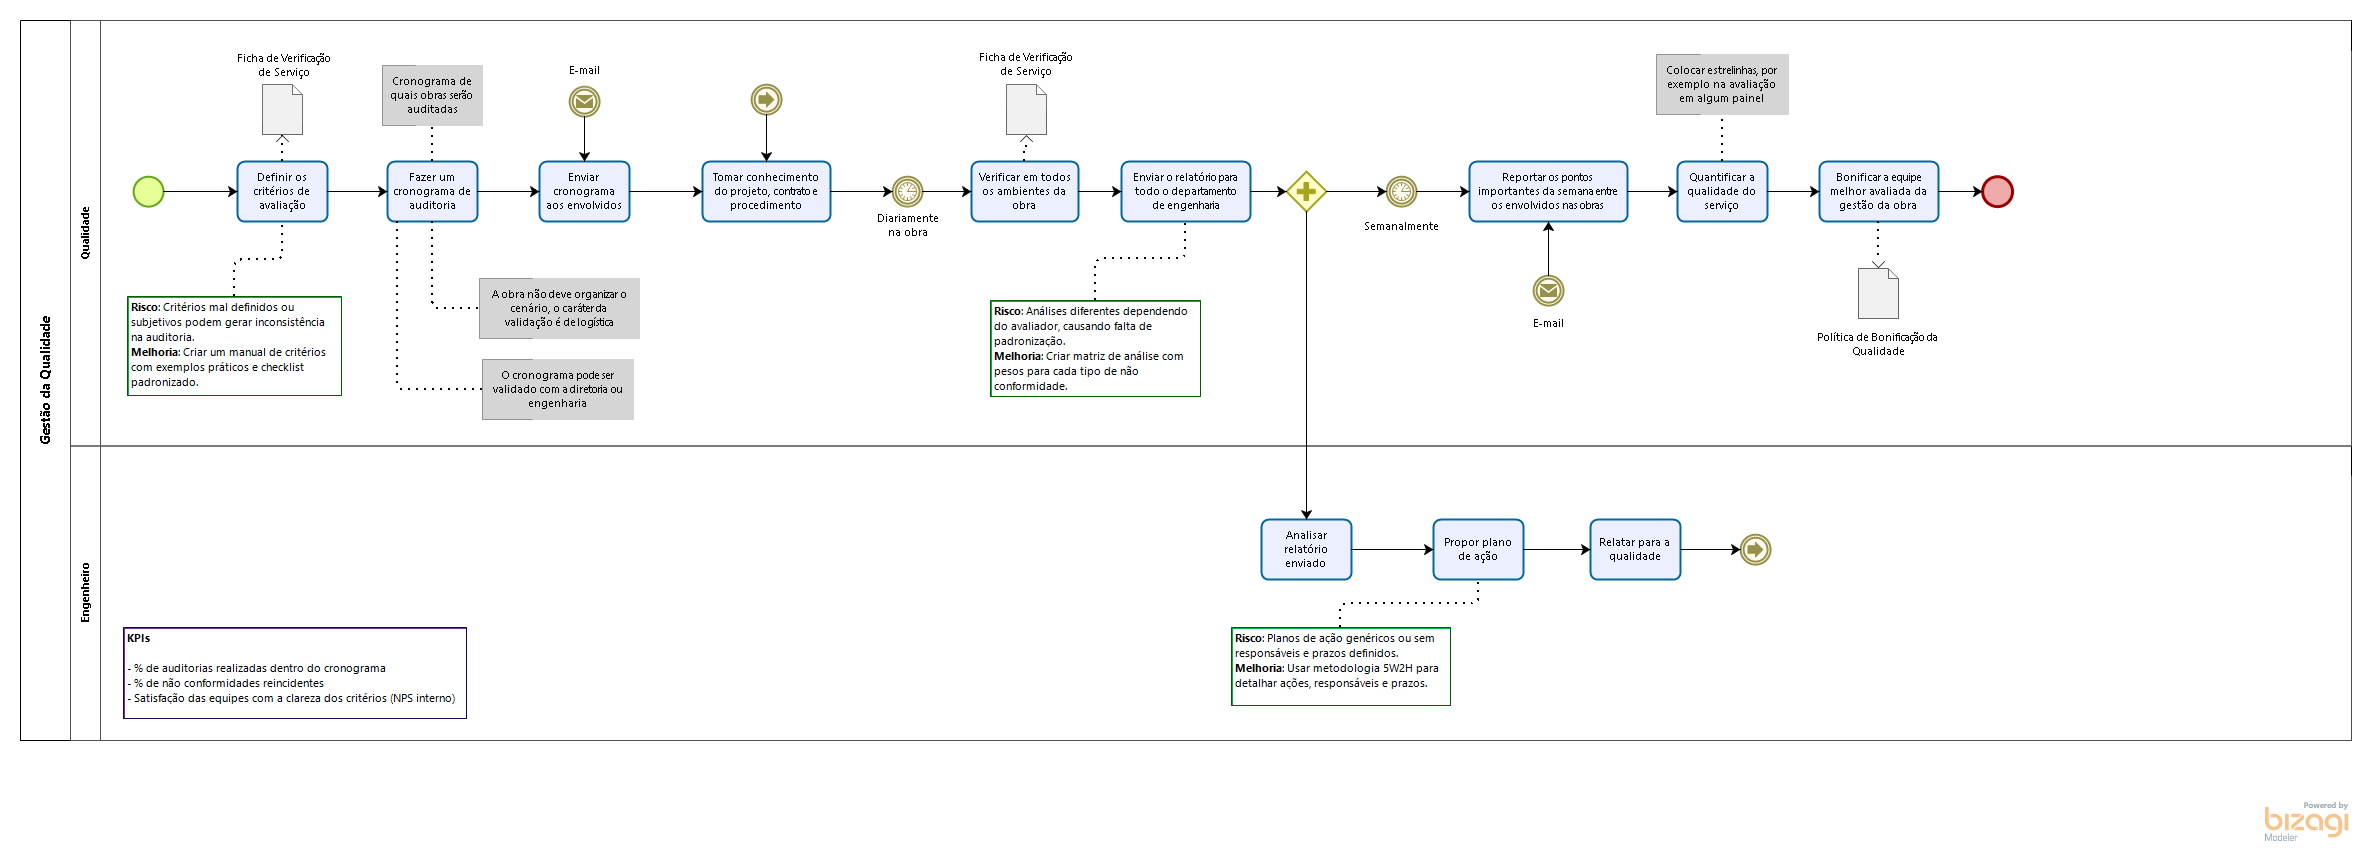 Gestão da Qualidade
Qualidade
Ficha de Verificação
de Serviço
Cronograma de
quais obras serão
auditadas
E-mail
Ficha de Verificação
de Serviço
Colocar estrelinhas, por
exemplo na avaliação
em algum painel
Definir os
critérios de
avaliação
Fazer um
cronograma de
auditoria
Enviar
cronograma
aos envolvidos
Tomar conhecimento
do projeto, contrato e
procedimento
Diariamente
na obra
Verificar em todos
os ambientes da
obra
Enviar o relatório para
todo o departamento
de engenharia
Semanalmente
Reportar os pontos
importantes da semana entre
os envolvidos nas obras
Quantificar a
qualidade do
serviço
Bonificar a equipe
melhor avaliada da
gestão da obra
A obra não deve organizar o
cenário, o caráter da
validação é de logística
O cronograma pode ser
validado com a diretoria ou
engenharia
Risco: Critérios mal definidos ou
subjetivos podem gerar inconsistência
na auditoria.
Melhoria: Criar um manual de critérios
com exemplos práticos e checklist
padronizado.
Risco: Análises diferentes dependendo
do avaliador, causando falta de
padronização.
Melhoria: Criar matriz de análise com
pesos para cada tipo de não
conformidade.
E-mail
Política de Bonificação da
Qualidade
Engenheiro
Analisar
relatório
enviado
Propor plano
de ação
Relatar para a
qualidade
KPIs
- % de auditorias realizadas dentro do cronograma
- % de não conformidades reincidentes
- Satisfação das equipes com a clareza dos critérios (NPS interno)
Risco: Planos de ação genéricos ou sem
responsáveis e prazos definidos.
Melhoria: Usar metodologia 5W2H para
detalhar ações, responsáveis e prazos.
Powered by
bizagi
Modeler